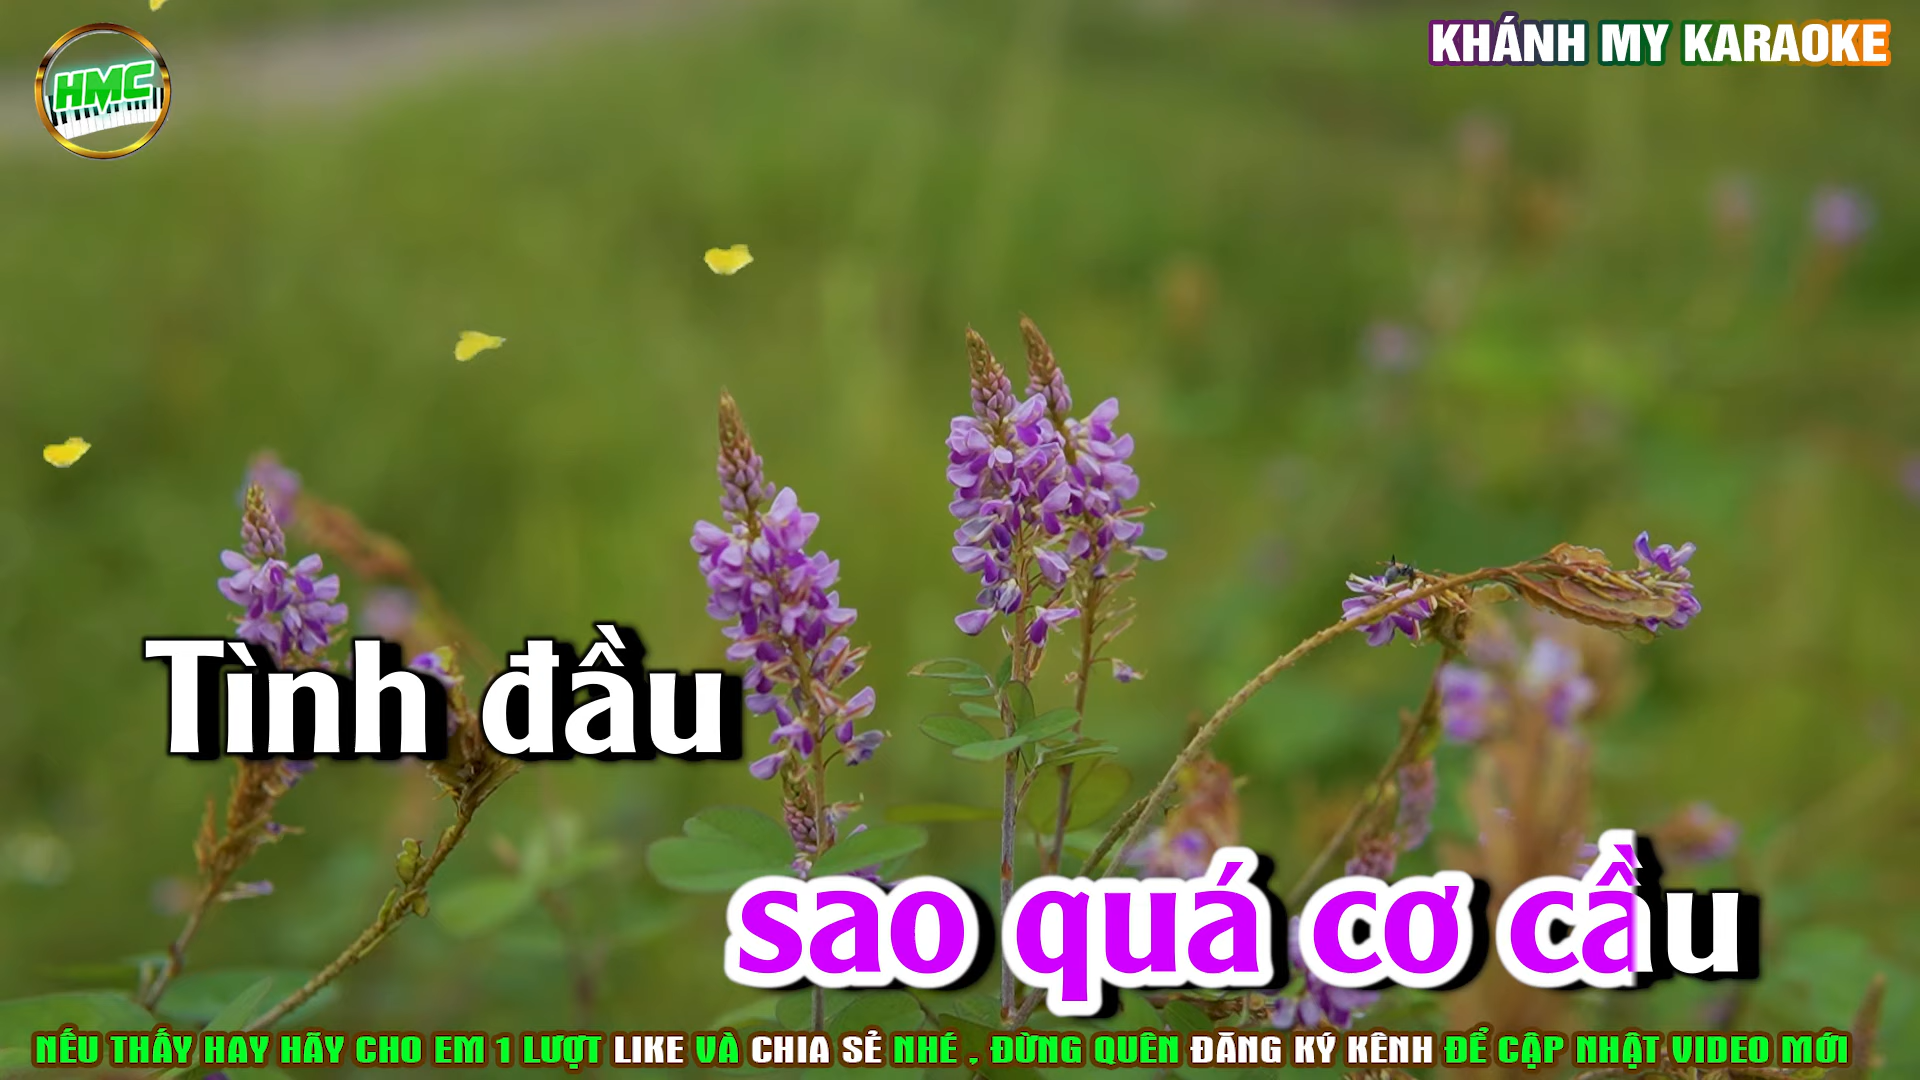 HMC
KHÁNH MY KARAOKE
Tình đầu
sao quá cơ cầu
NẾU THẤY HAY HÃY CHO EM 1 LƯỢT LIKE VÀ CHIA SẺ NHÉ , ĐỪNG QUÊN ĐĂNG KÝ KÊNH ĐỂ CẬP NHẬT VIDEO MỚI